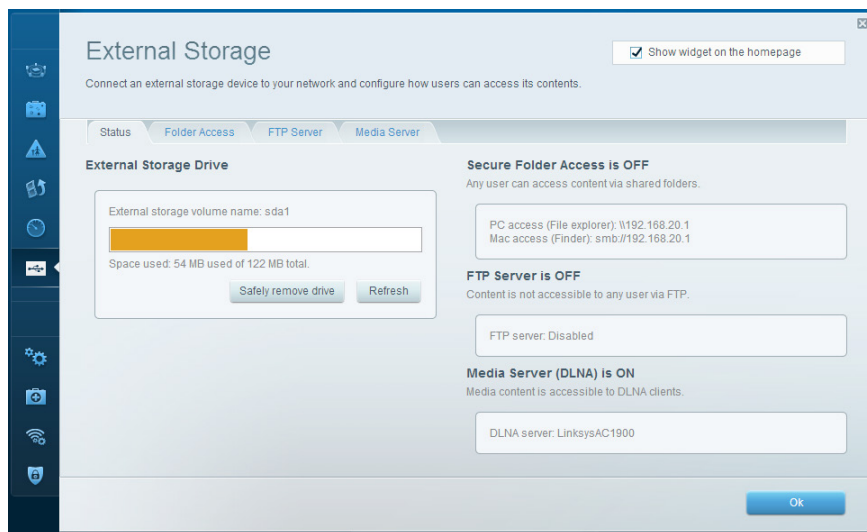 External Storage
Show widget on the homepage
Connect an external storage device to your network and configure how users can access its contents.
Status
Folder Access
FTP Server
Media Server
External Storage Drive
External storage volume name: sda1
Space used: 54 MB used of 122 MB total.
Safely remove drive
Refresh
Secure Folder Access is OFF
Any user can access content via shared folders.
PC access (File explorer): \\192.168.20.1
Mac access (Finder): smb://192.168.20.1
FTP Server is OFF
Content is not accessible to any user via FTP.
FTP server: Disabled
Media Server (DLNA) is ON
Media content is accessible to DLNA clients.
DLNA server: LinksysAC1900
Ok